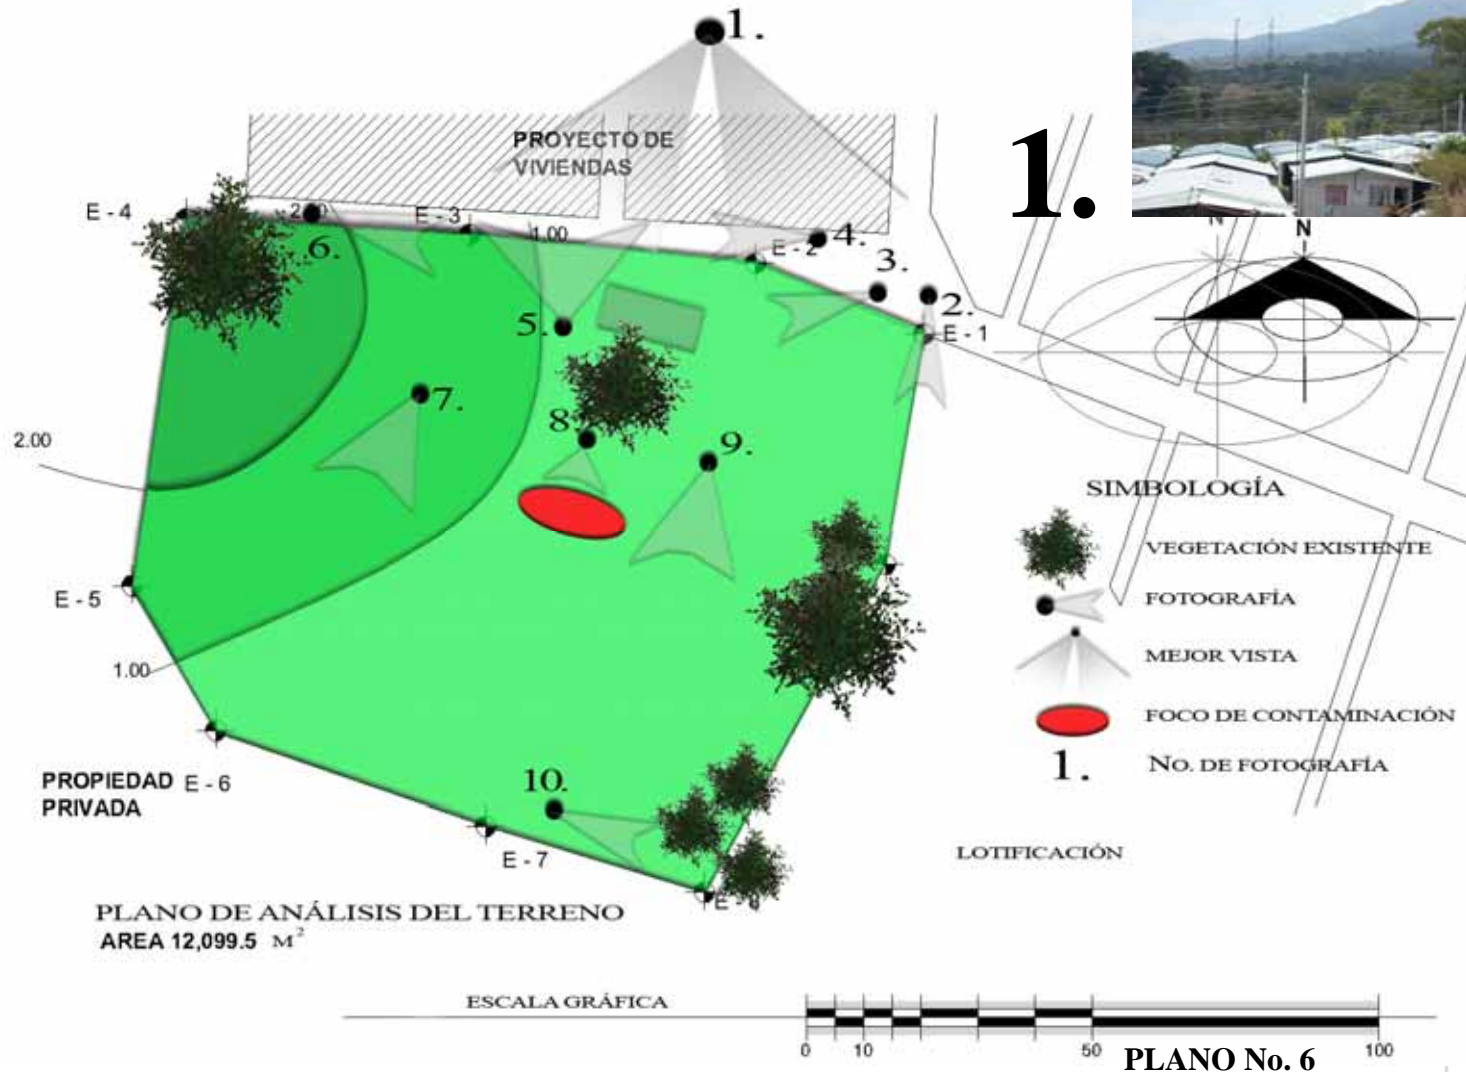 1.
1.
PROYECTO DE
VIVIENDAS
E - 4
6.
E - 3
1.00
E - 2
4.
3.
2.
E - 1
N
N
5.
7.
8.
9.
2.00
SIMBOLOGÍA
VEGETACIÓN EXISTENTE
FOTOGRAFÍA
MEJOR VISTA
FOCO DE CONTAMINACIÓN
1. NO. DE FOTOGRAFÍA
E - 5
1.00
PROPIEDAD
PRIVADA
E - 6
10.
E - 7
LOTIFICACIÓN
PLANO DE ANÁLISIS DEL TERRENO
AREA 12,099.5 M²
ESCALA GRÁFICA
0 10 50 100
PLANO No. 6